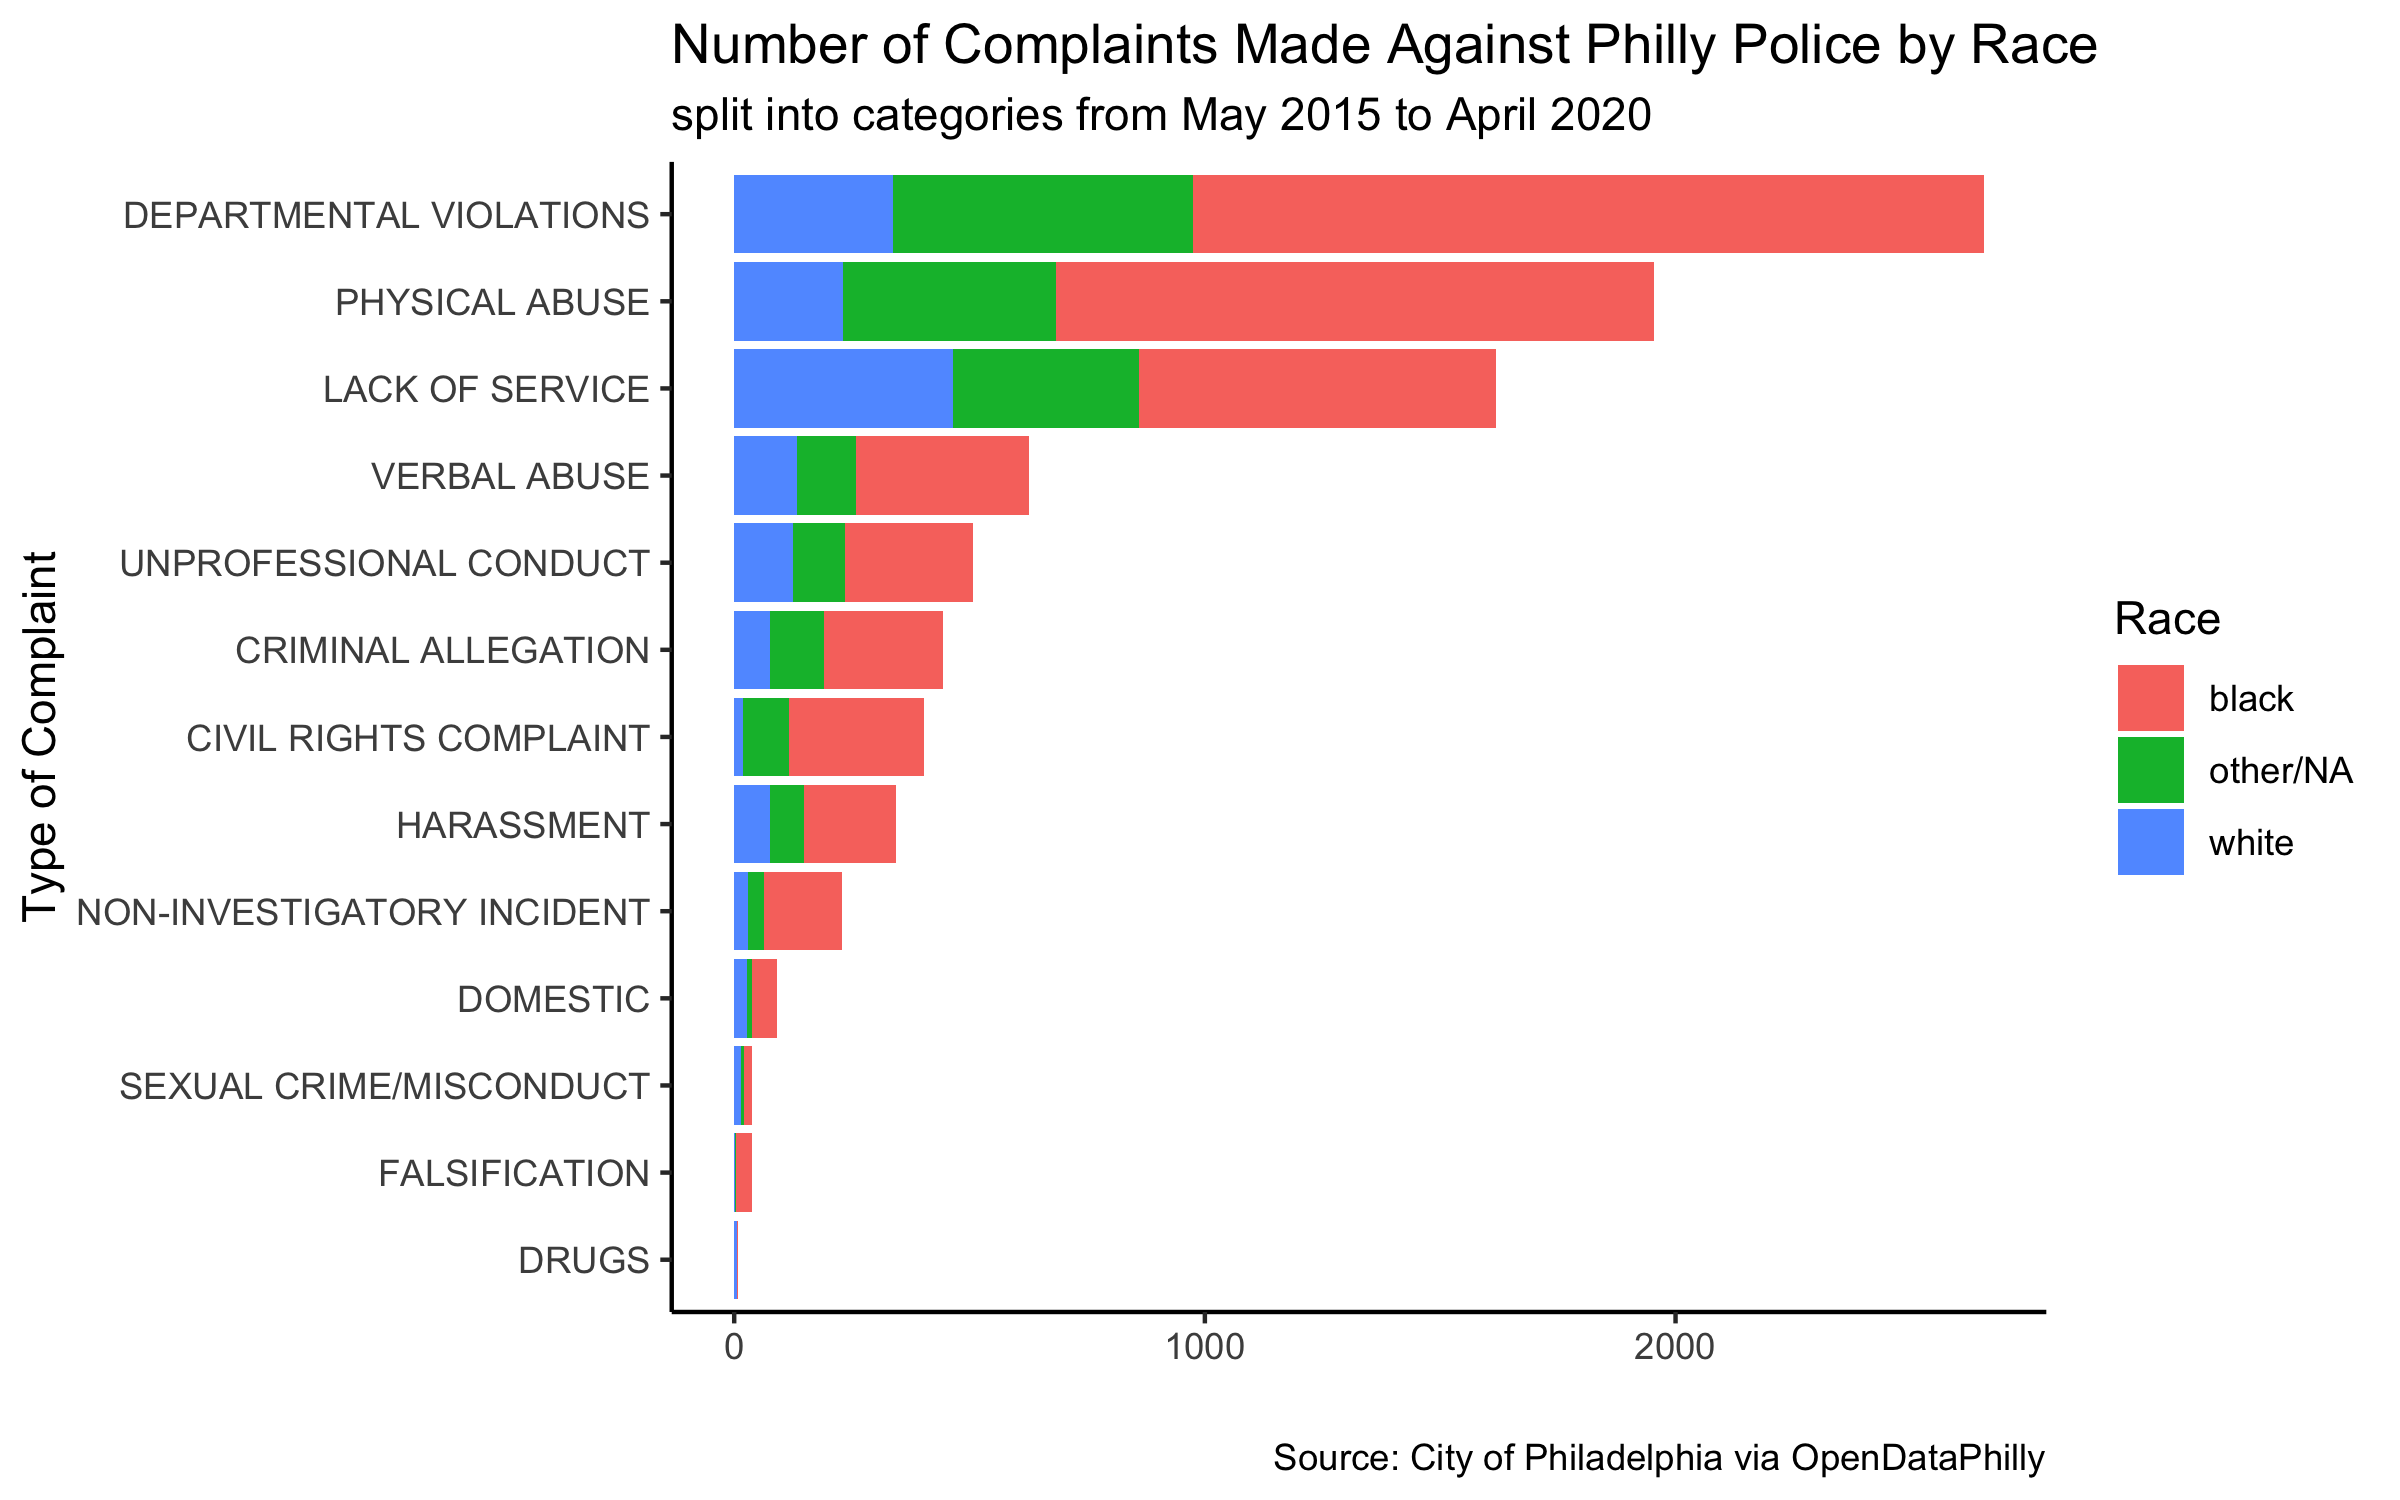 Number of Complaints Made Against Philly Police by Race
split into categories from May 2015 to April 2020
Type of Complaint
DEPARTMENTAL VIOLATIONS
PHYSICAL ABUSE
LACK OF SERVICE
VERBAL ABUSE
UNPROFESSIONAL CONDUCT
CRIMINAL ALLEGATION
CIVIL RIGHTS COMPLAINT
HARASSMENT
NON-INVESTIGATORY INCIDENT
DOMESTIC
SEXUAL CRIME/MISCONDUCT
FALSIFICATION
DRUGS
0 1000 2000
Race
black
other/NA
white
Source: City of Philadelphia via OpenDataPhilly